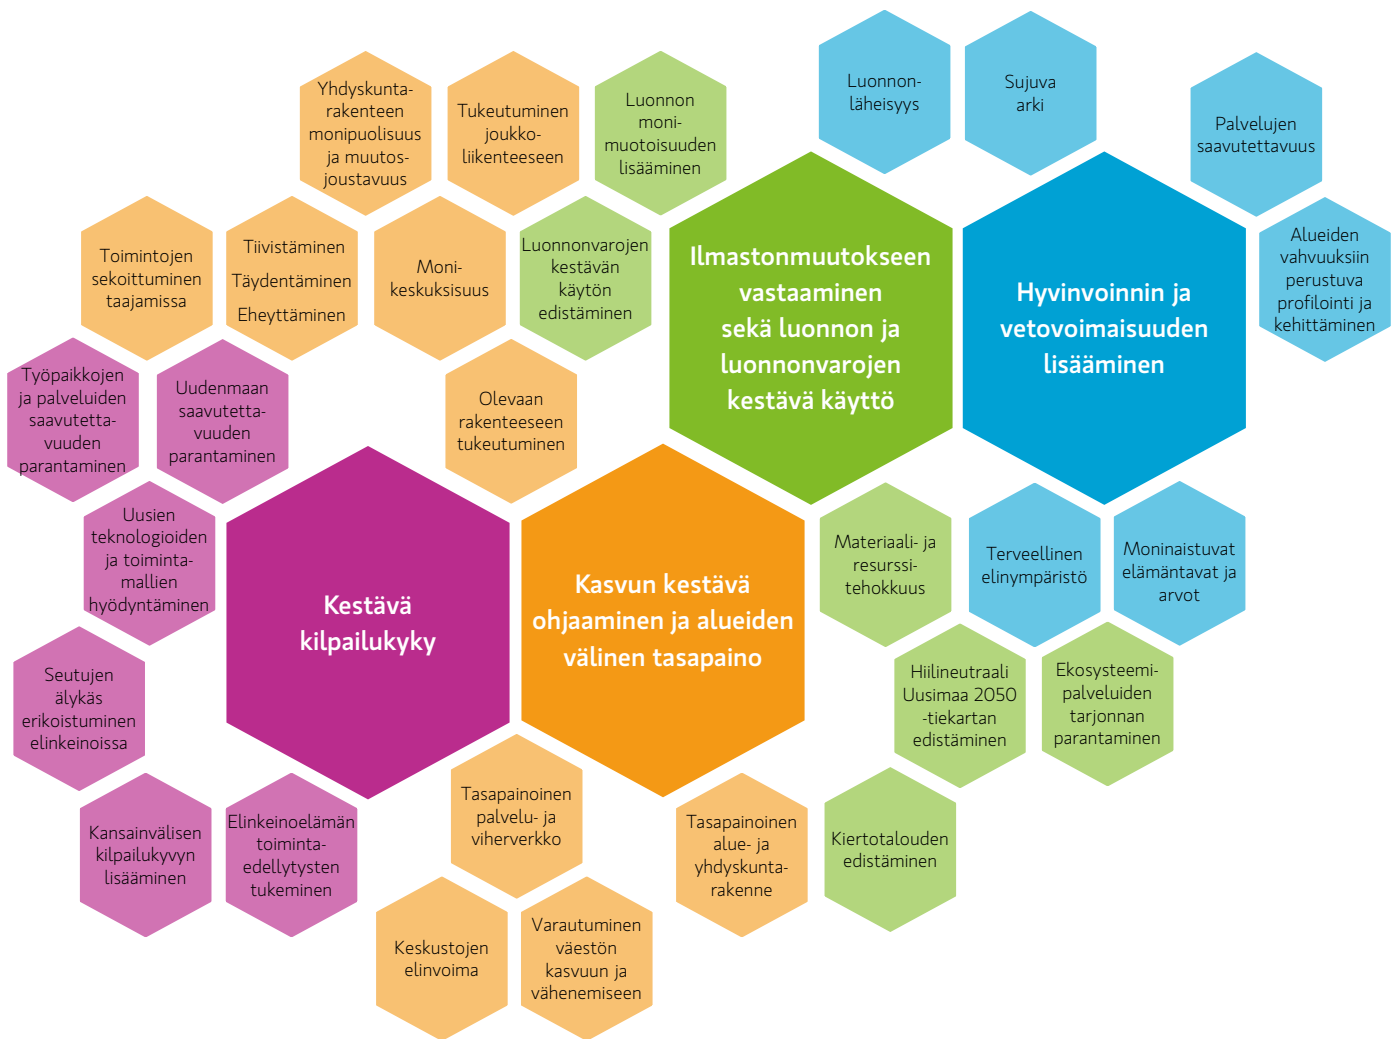 Luonnon-
läheisyys
Sujuva
arki
Palvelujen
saavutettavuus
Alueiden
vahvuuksiin
perustuva
profilointi ja
kehittäminen
Yhdyskunta-
rakenteen
monipuolisuus
ja muutos-
joustavuus
Tukeutuminen
joukko-
liikenteeseen
Luonnon
moni-
muotoisuuden
lisääminen
Toimintojen
sekoittuminen
taajamissa
Tiivistäminen
Täydentäminen
Eheyttäminen
Moni-
keskuksisuus
Luonnonvarojen
kestävän
käytön
edistäminen
Ilmastonmuutokseen
vastaaminen
sekä luonnon ja
luonnonvarojen
kestävä käyttö
Hyvinvoinnin ja
vetovoimaisuuden
lisääminen
Työpaikkojen
ja palveluiden
saavutetta-
vuuden
parantaminen
Uudenmaan
saavutetta-
vuuden
parantaminen
Olevaan
rakenteeseen
tukeutuminen
Uusien
teknologioiden
ja toiminta-
mallien
hyödyntäminen
Kestävä
kilpailukyky
Kasvun kestävä
ohjaaminen ja alueiden
välinen tasapaino
Materiaali- ja
resurssi-
tehokkuus
Terveellinen
elinympäristö
Moninaistuvat
elämäntavat ja
arvot
Seutujen
älykäs
erikoistuminen
elinkeinoissa
Hiilineutraali
Uusimaa 2050
-tiekartan
edistäminen
Ekosysteemi-
palveluiden
tarjonnan
parantaminen
Kansainvälisen
kilpailukyvyn
lisääminen
Elinkeinoelämän
toiminta-
edellytysten
tukeminen
Tasapainoinen
palvelu- ja
viherverkko
Tasapainoinen
alue- ja
yhdyskunta-
rakenne
Kiertotalouden
edistäminen
Keskustojen
elinvoima
Varautuminen
väestön
kasvuun ja
vähenemiseen